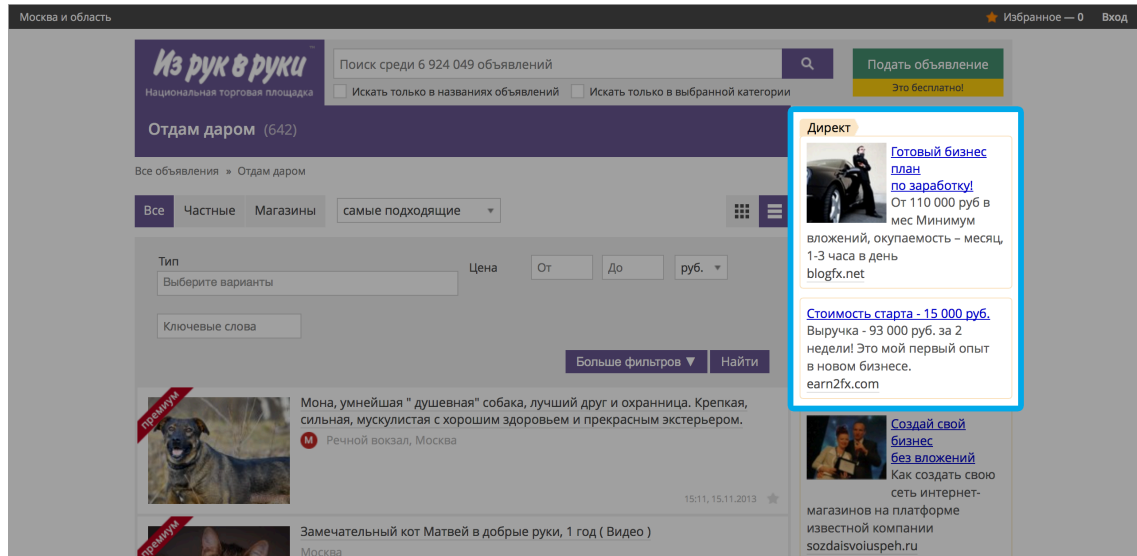 Москва и область
Избранное — 0 Вход
Из рук в руки
Национальная торговая площадка
Поиск среди 6 924 049 объявлений
Искать только в названиях объявлений Искать только в выбранной категории
Подать объявление
Это бесплатно!
Отдам даром (642)
Все объявления » Отдам даром
Все Частные Магазины самые подходящие
Тип
Выберите варианты
Цена От До руб.
Ключевые слова
Больше фильтров ▼ Найти
премиум
Мона, умнейшая " душевная" собака, лучший друг и охранница. Крепкая,
сильная, мускулистая с хорошим здоровьем и прекрасным экстерьером.
М Речной вокзал, Москва
15:11, 15.11.2013
премиум
Замечательный кот Матвей в добрые руки, 1 год ( Видео )
Москва
Директ
Готовый бизнес
план
по заработку!
От 110 000 руб в
мес Минимум
вложений, окупаемость – месяц,
1-3 часа в день
blogfx.net
Стоимость старта - 15 000 руб.
Выручка - 93 000 руб. за 2
недели! Это мой первый опыт
в новом бизнесе.
earn2fx.com
Создай свой
бизнес
без вложений
Как создать свою
сеть интернет-
магазинов на платформе
известной компании
sozdaisvoiuspeh.ru